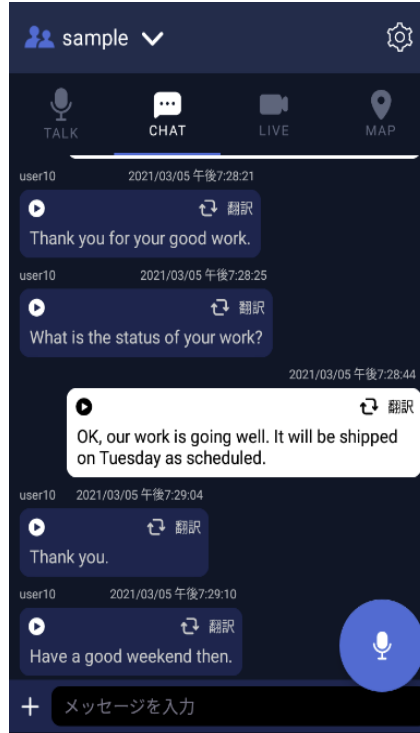 sample
TALK
CHAT
LIVE
MAP
user10 2021/03/05 午後7:28:21
翻訳
Thank you for your good work.
user10 2021/03/05 午後7:28:25
翻訳
What is the status of your work?
2021/03/05 午後7:28:44
翻訳
OK, our work is going well. It will be shipped
on Tuesday as scheduled.
user10 2021/03/05 午後7:29:04
翻訳
Thank you.
user10 2021/03/05 午後7:29:10
翻訳
Have a good weekend then.
メッセージを入力